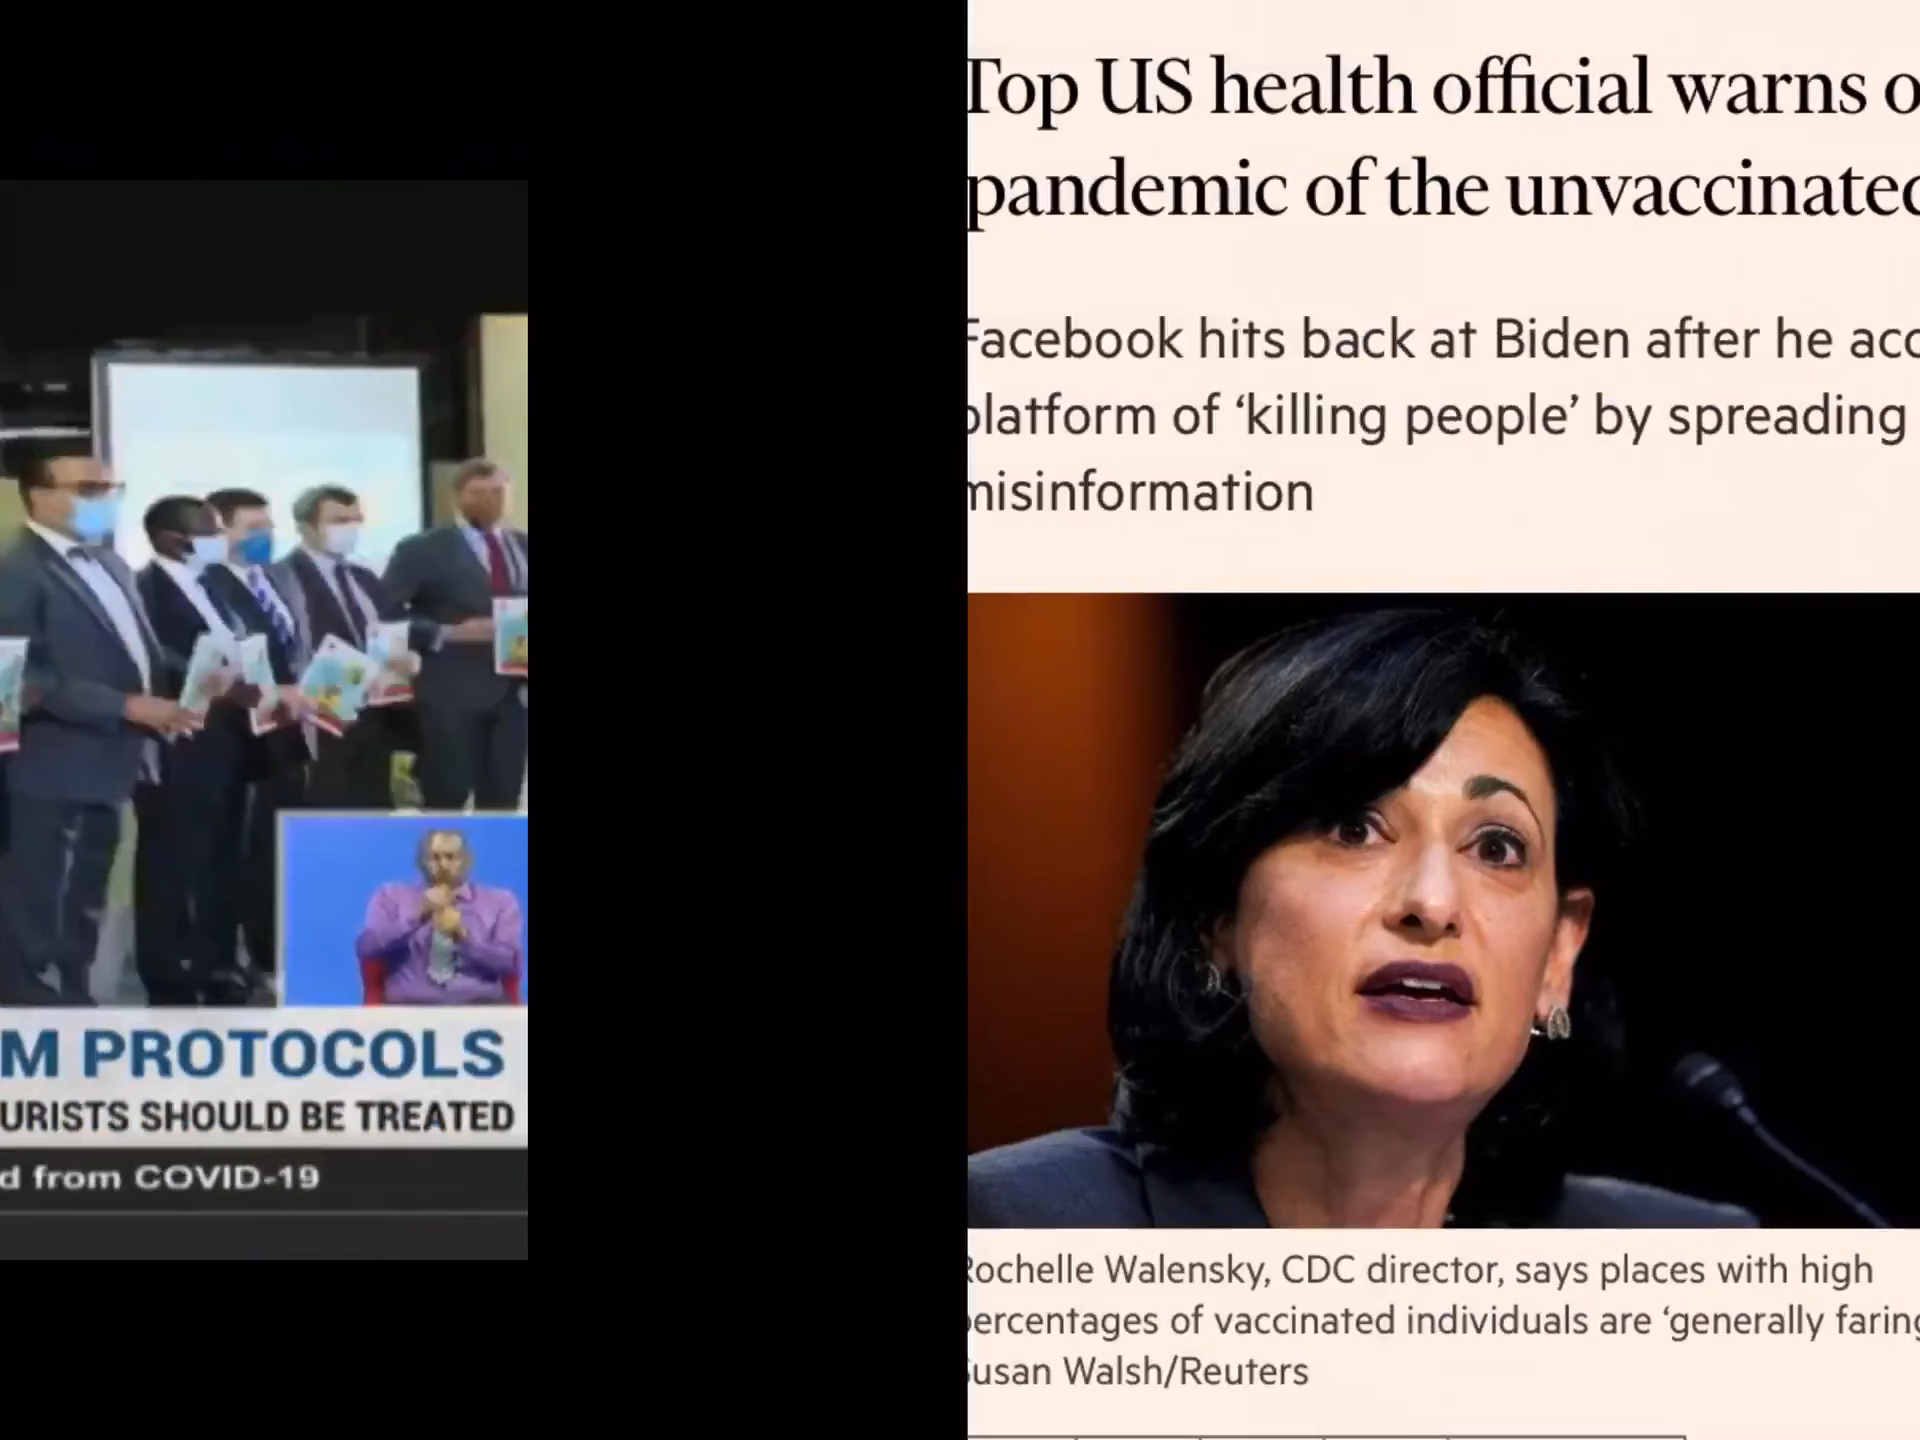 M PROTOCOLS
URISTS SHOULD BE TREATED
d from COVID-19
Top US health official warns o
pandemic of the unvaccinated
Facebook hits back at Biden after he acc
platform of ‘killing people’ by spreading
misinformation
Rochelle Walensky, CDC director, says places with high
percentages of vaccinated individuals are ‘generally faring
Susan Walsh/Reuters